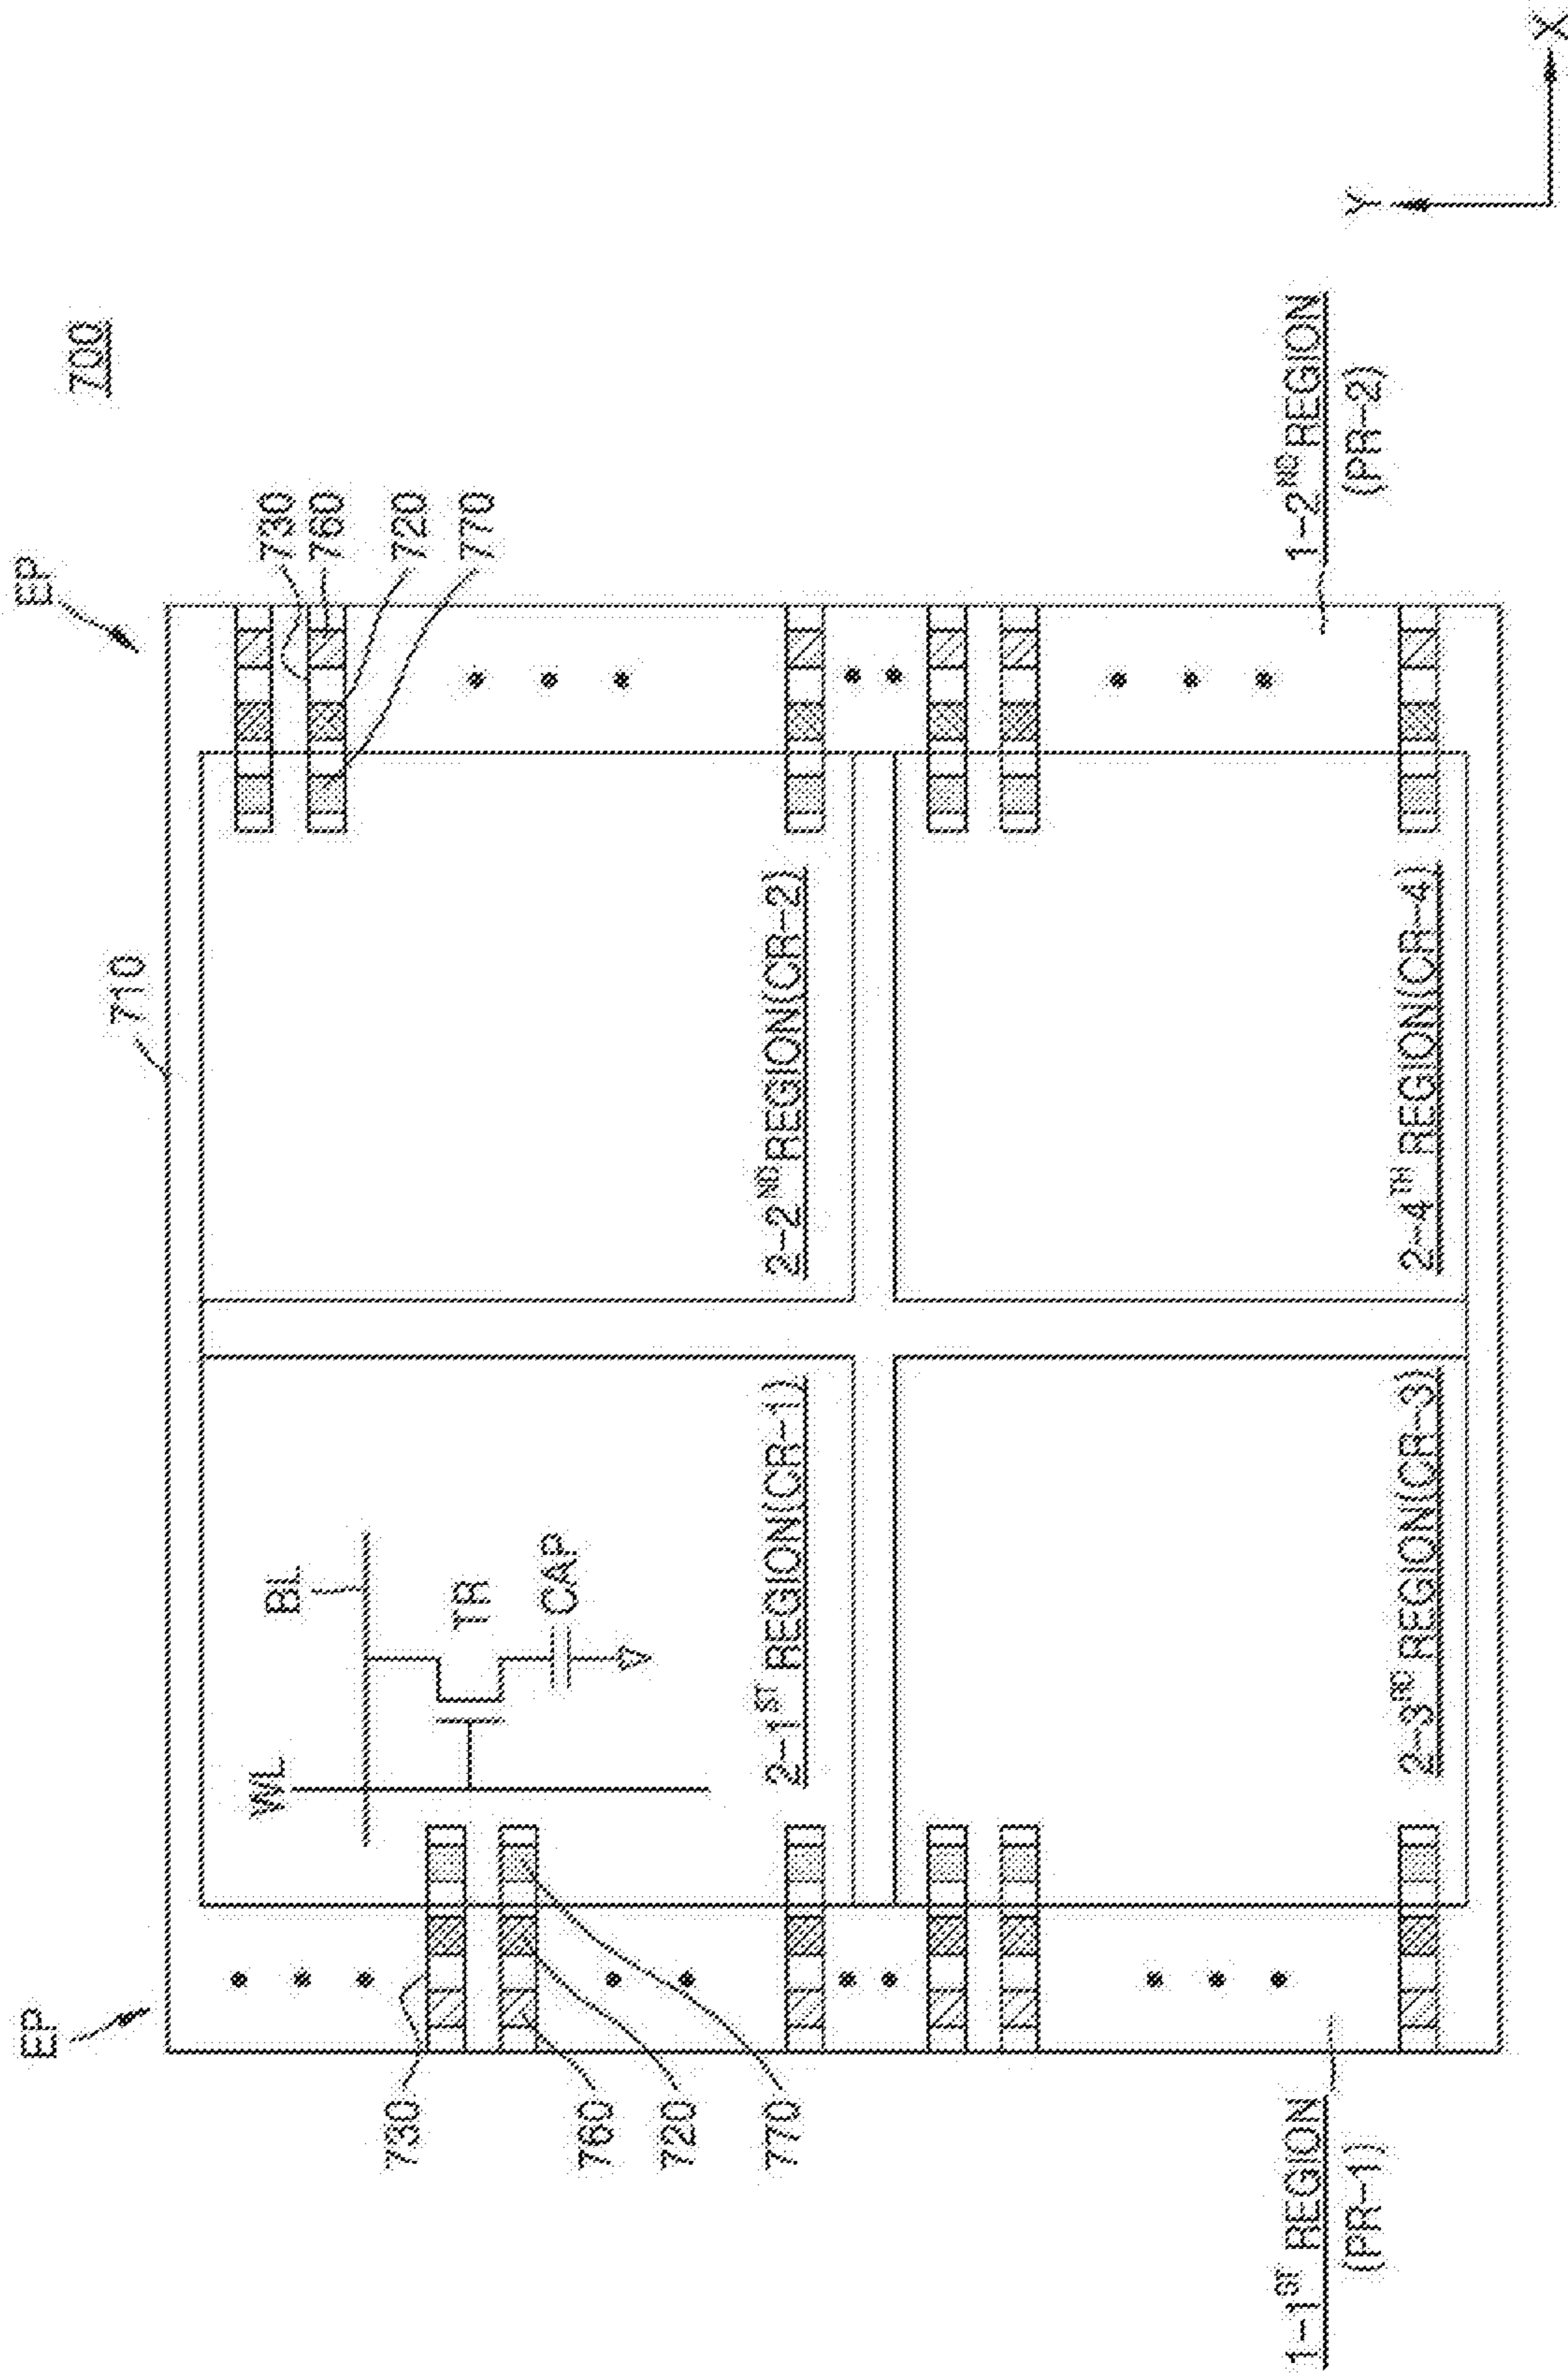 700
710
EP
EP
730
760
720
770
WL
BL
TR
CAP
730
760
720
770
2-1ST REGION(CR-1)
2-2ND REGION(CR-2)
2-3RD REGION(CR-3)
2-4TH REGION(CR-4)
1-1ST REGION
(PR-1)
1-2ND REGION
(PR-2)
Y
X